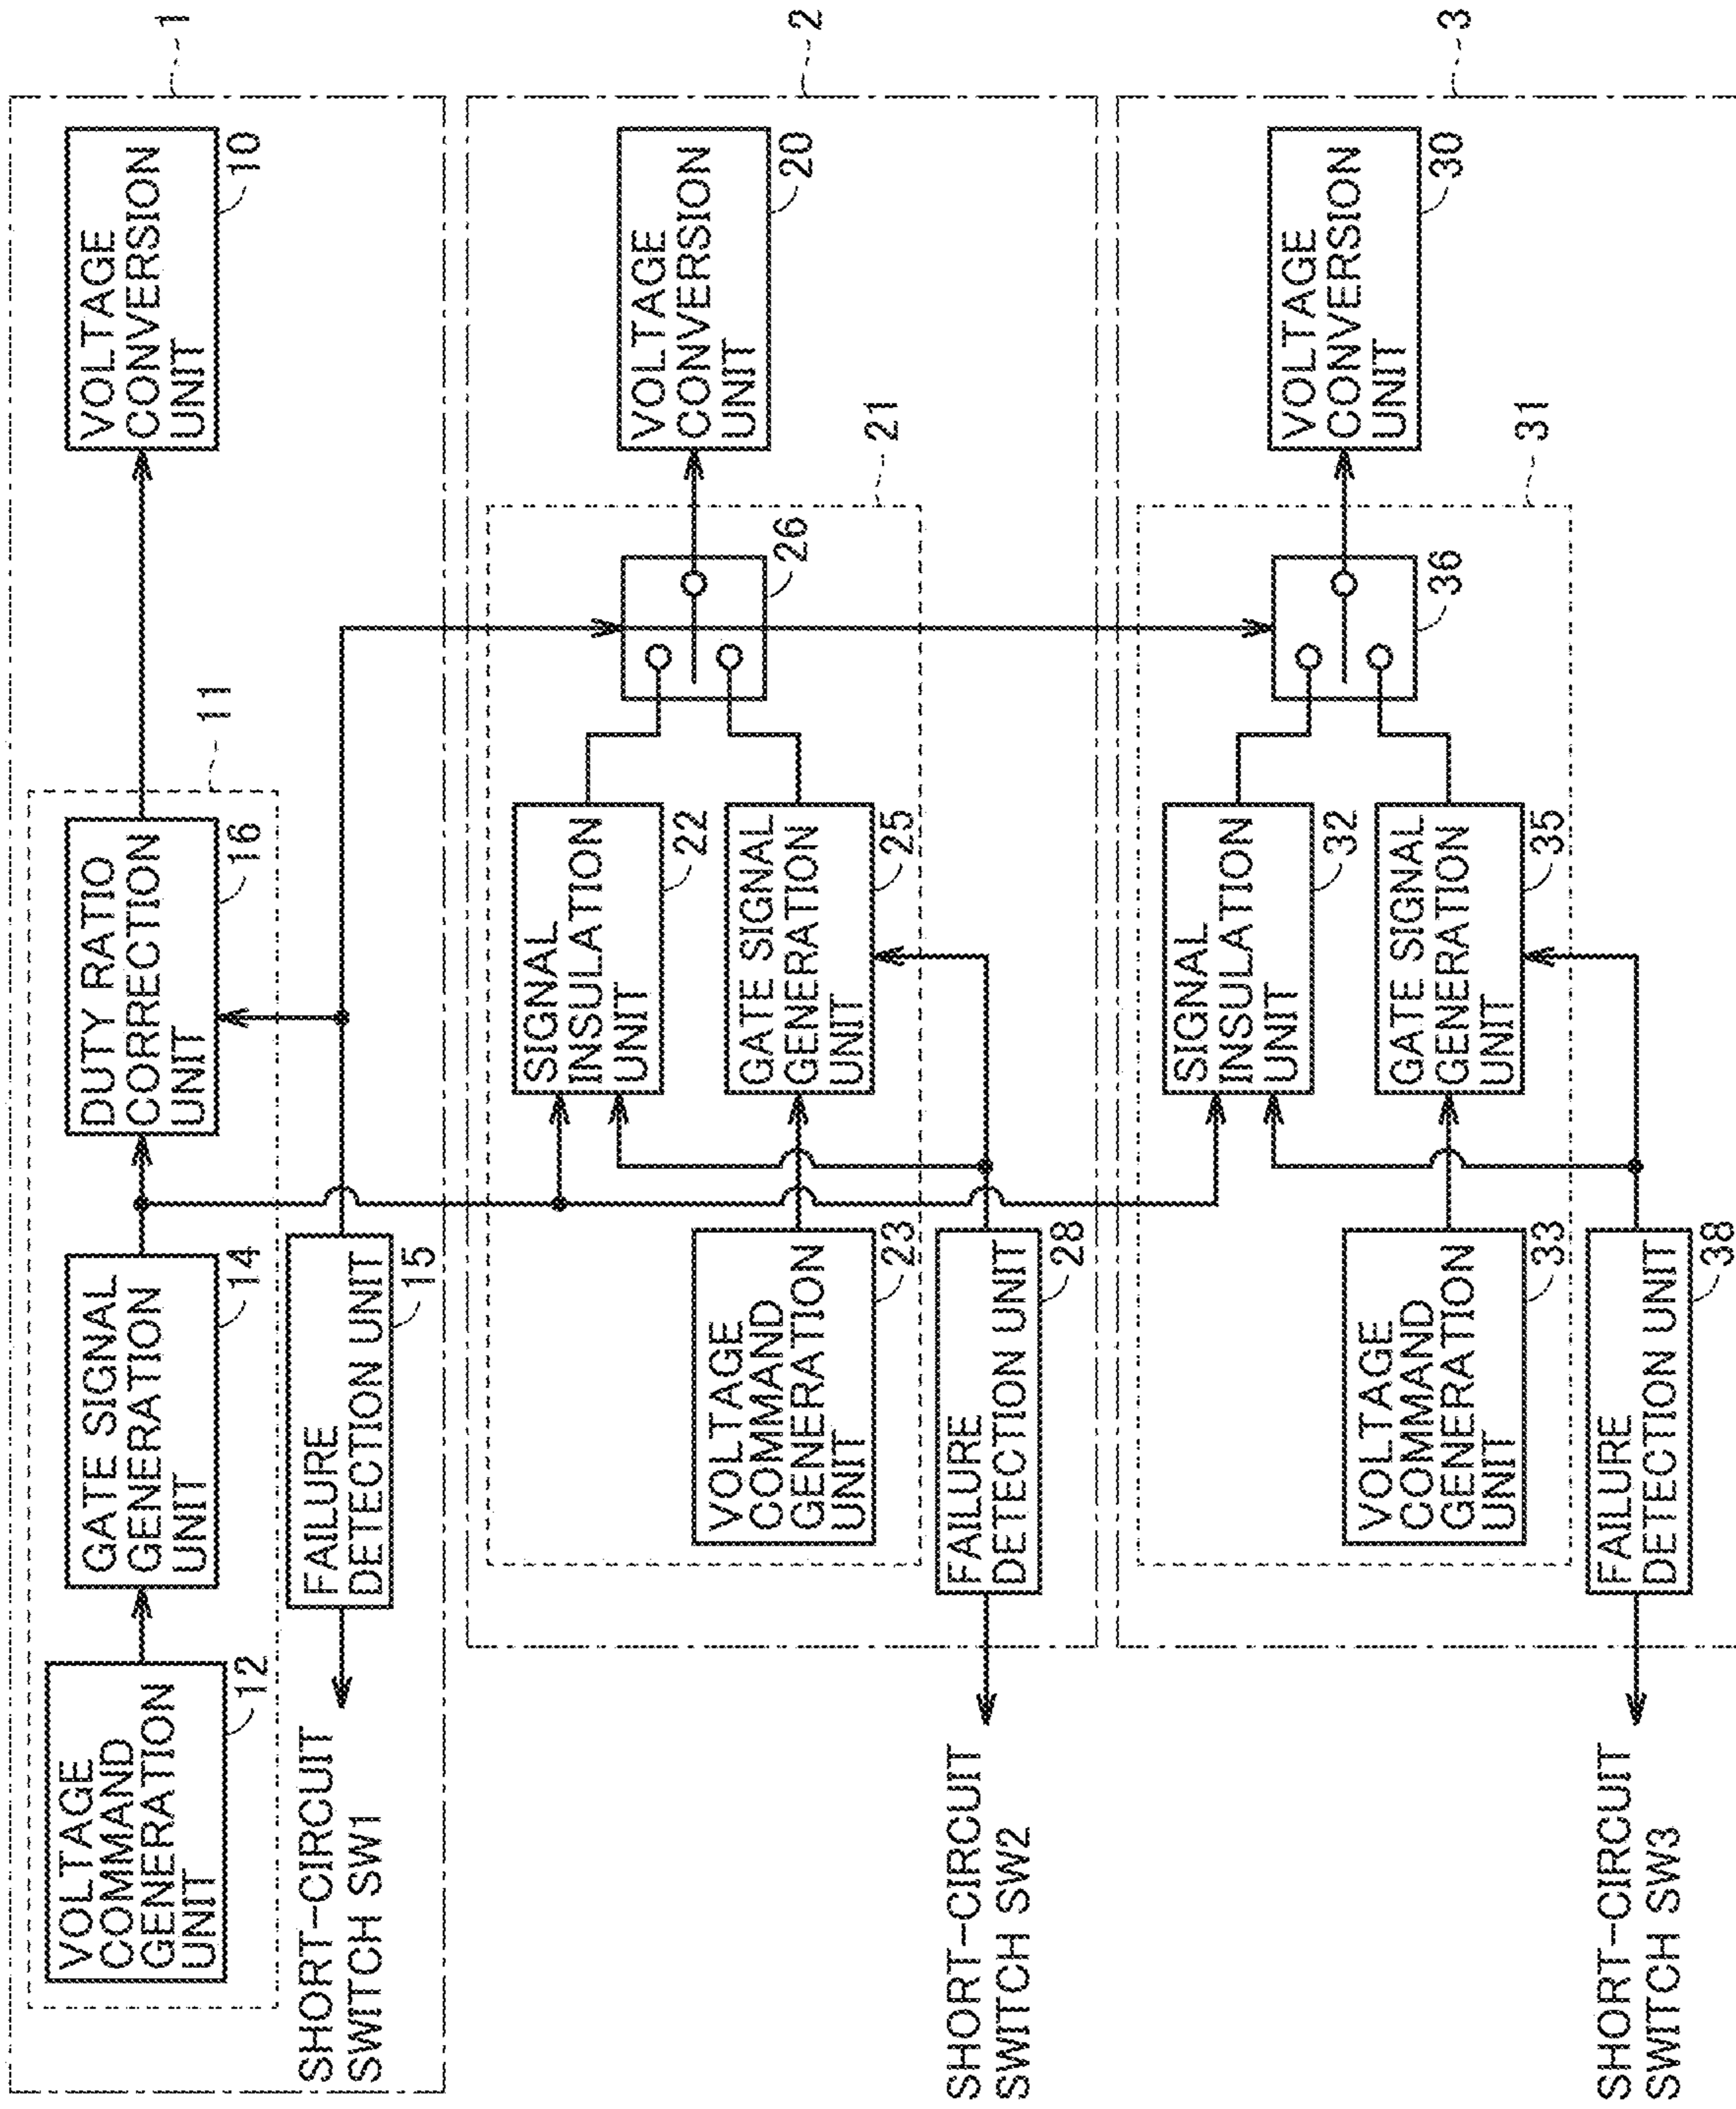 1
VOLTAGE
COMMAND
GENERATION
UNIT
12
GATE SIGNAL
GENERATION
UNIT
14
DUTY RATIO
CORRECTION
UNIT
16
11
VOLTAGE
CONVERSION
UNIT
10
FAILURE
DETECTION UNIT
15
SHORT-CIRCUIT
SWITCH SW1
2
SIGNAL
INSULATION
UNIT
22
26
VOLTAGE
CONVERSION
UNIT
20
21
VOLTAGE
COMMAND
GENERATION
UNIT
23
GATE SIGNAL
GENERATION
UNIT
25
FAILURE
DETECTION UNIT
28
SHORT-CIRCUIT
SWITCH SW2
3
SIGNAL
INSULATION
UNIT
32
36
VOLTAGE
CONVERSION
UNIT
30
31
VOLTAGE
COMMAND
GENERATION
UNIT
33
GATE SIGNAL
GENERATION
UNIT
35
FAILURE
DETECTION UNIT
38
SHORT-CIRCUIT
SWITCH SW3